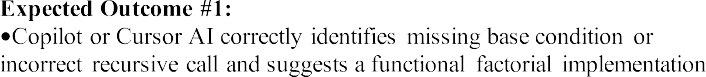 Expected Outcome #1:
•Copilot or Cursor AI correctly identifies missing base condition or
incorrect recursive call and suggests a functional factorial implementation